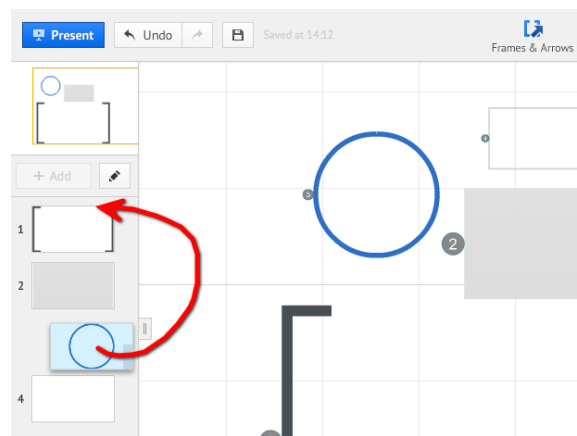 Present
Undo
Saved at 14:12
Frames & Arrows
+ Add
1
2
4
2